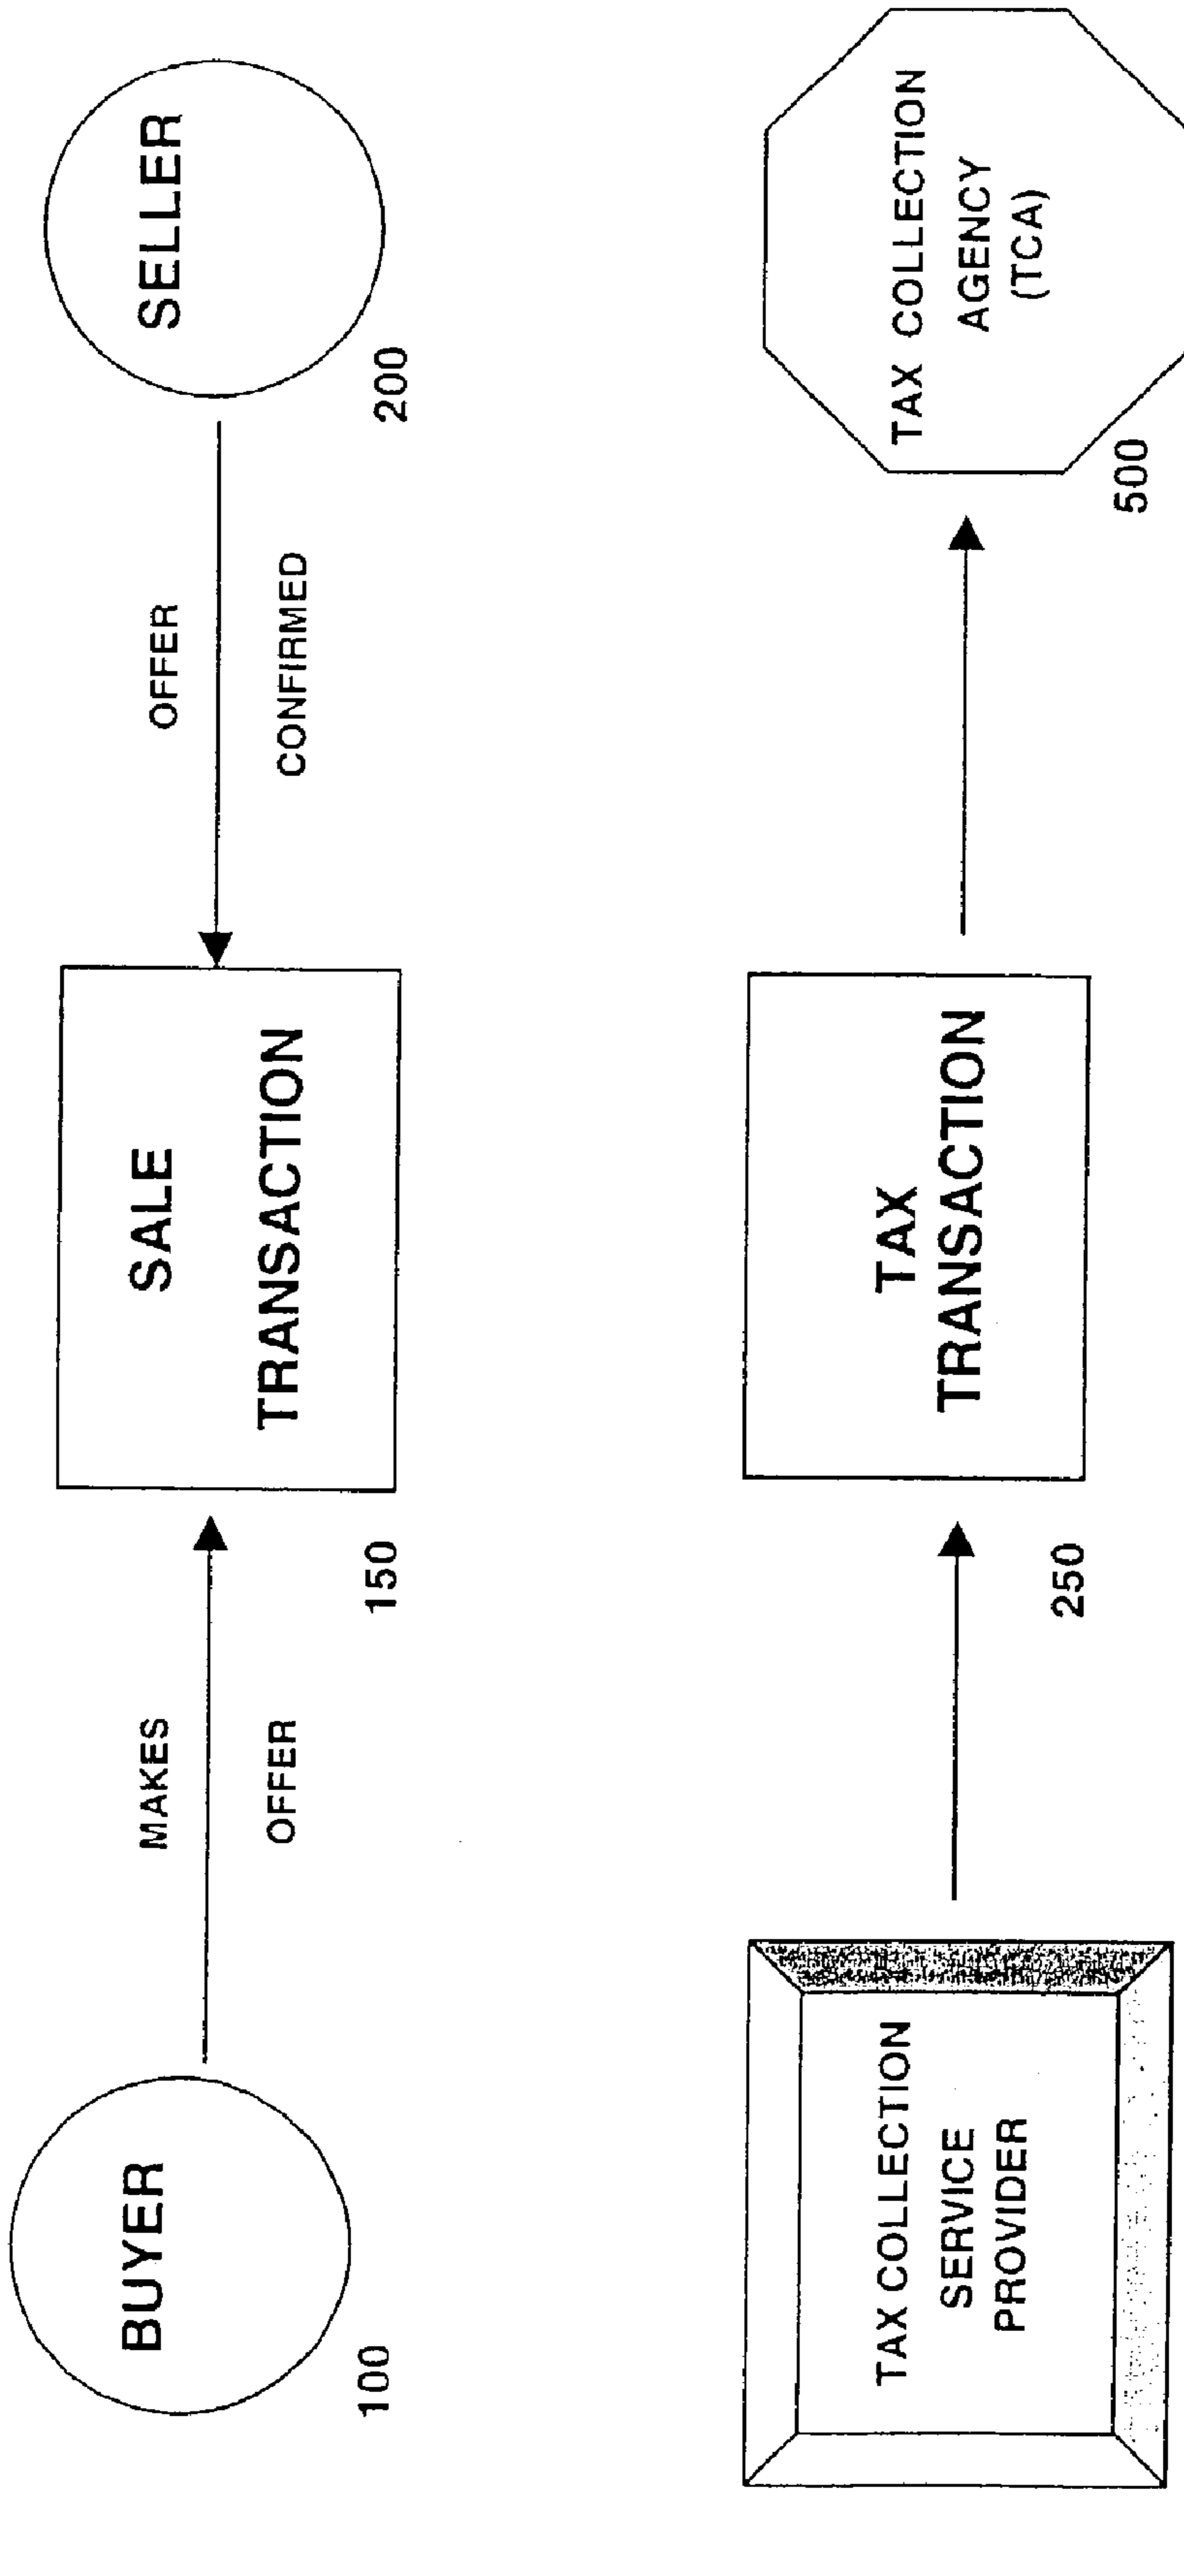 BUYER
100
MAKES
OFFER
SALE
TRANSACTION
150
OFFER
CONFIRMED
SELLER
200
TAX COLLECTION
SERVICE
PROVIDER
TAX
TRANSACTION
250
TAX COLLECTION
AGENCY
(TCA)
500